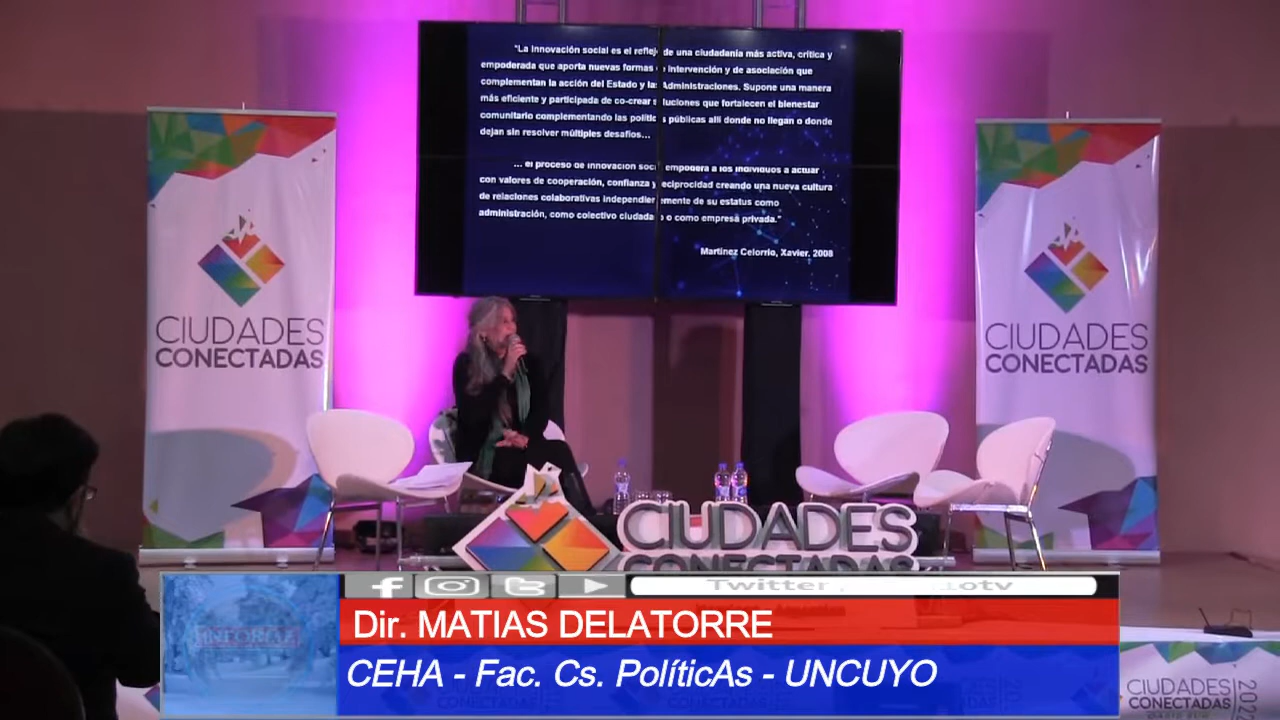 "La innovación social es el reflejo de una ciudadanía más activa, crítica y
empoderada que aporta nuevas formas de intervención y de asociación que
complementan la acción del Estado y las Administraciones. Supone una manera
más eficiente y participada de co-crear soluciones que fortalecen el bienestar
comunitario complementando las políticas públicas allí donde no llegan o donde
dejan sin resolver múltiples desafíos...
... el proceso de innovación social empodera a los individuos a actuar
con valores de cooperación, confianza y reciprocidad creando una nueva cultura
de relaciones colaborativas independientemente de su estatus como
administración, como colectivo ciudadano o como empresa privada."
Martínez Celorrio, Xavier. 2008
CIUDADES
CONECTADAS
CIUDADES
CONECTADAS
CIUDADES
CONECTADAS
Twitter
INFORMA
Dir. MATIAS DELATORRE
CEHA - Fac. Cs. PolíticAs - UNCUYO
CIUDADES
CONECTADAS